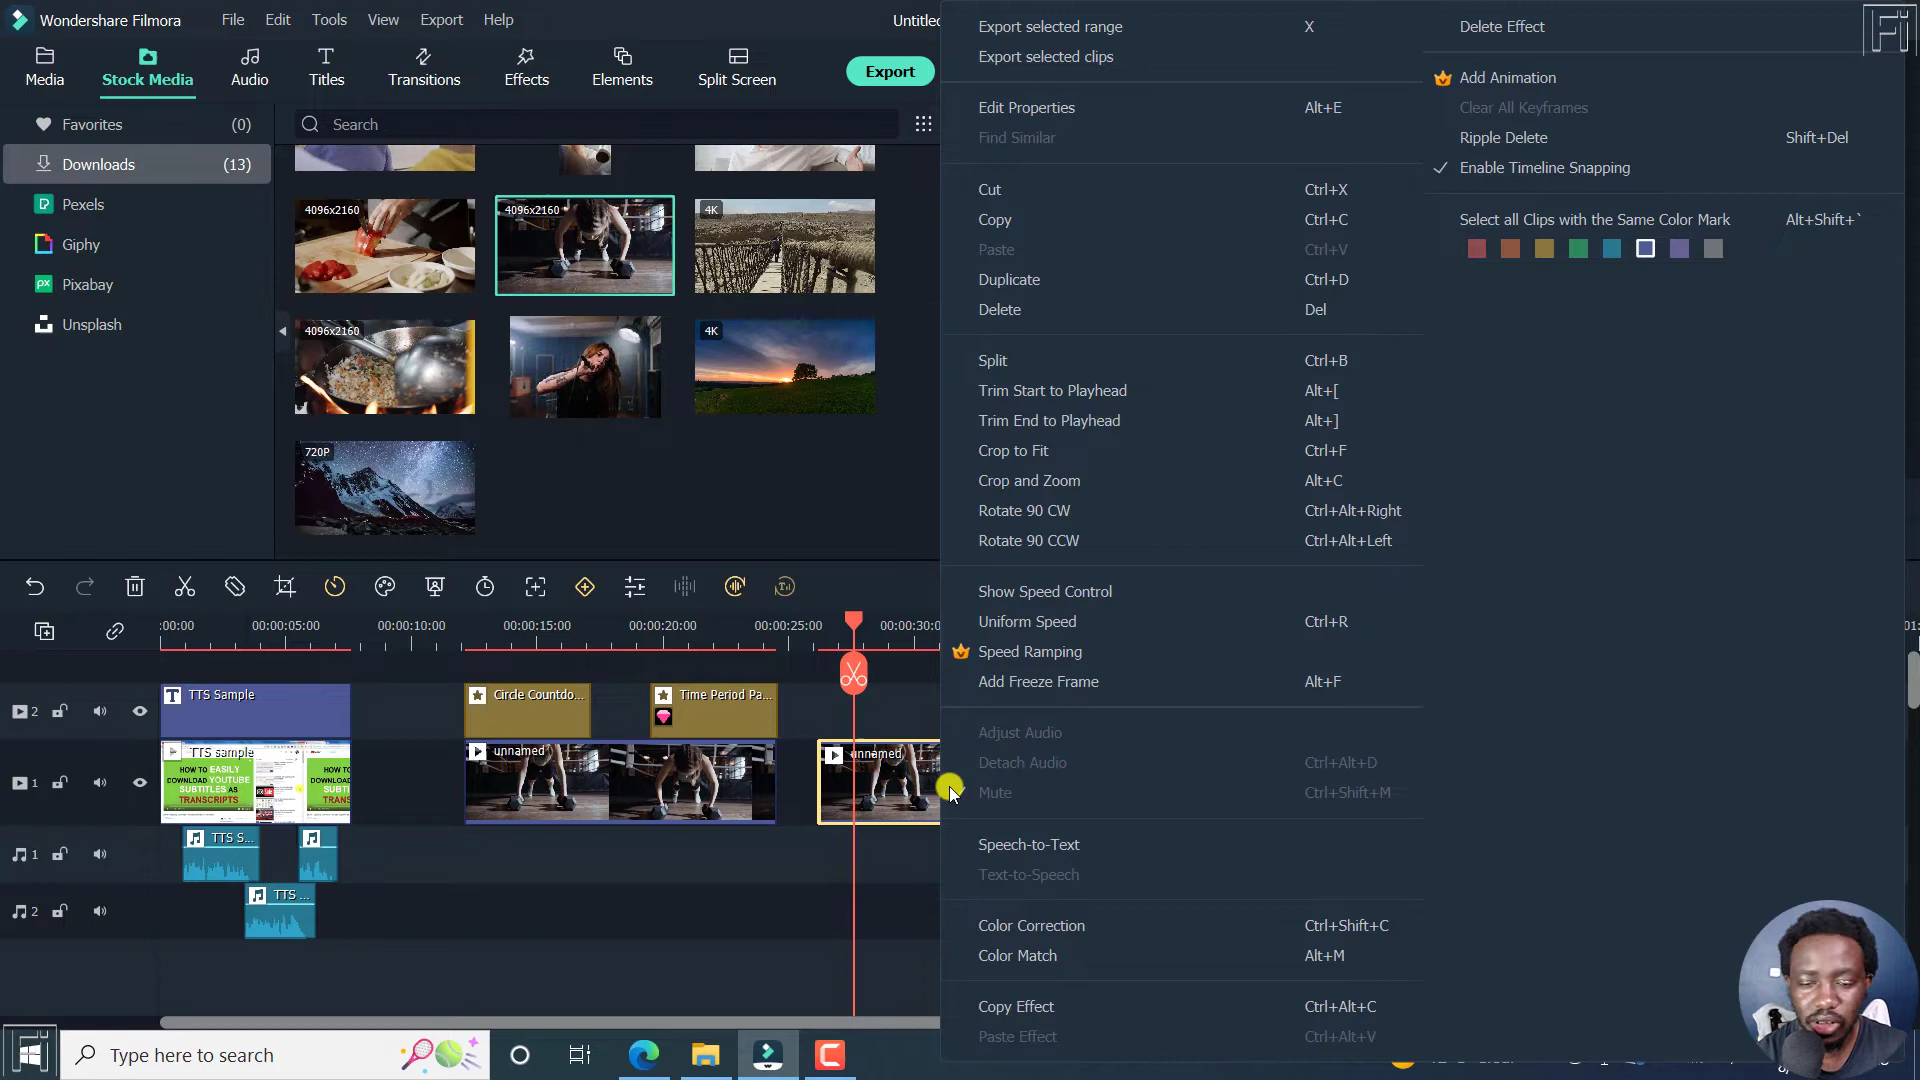 Wondershare Filmora
File Edit Tools View Export Help
Untitled
Media
Stock Media
Audio
Titles
Transitions
Effects
Elements
Split Screen
Export
Favorites (0)
Downloads (13)
Pexels
Giphy
Pixabay
Unsplash
Search
4096x2160
4096x2160
4K
4096x2160
4K
720P
Export selected range X
Export selected clips
Edit Properties Alt+E
Find Similar
Cut Ctrl+X
Copy Ctrl+C
Paste Ctrl+V
Duplicate Ctrl+D
Delete Del
Split Ctrl+B
Trim Start to Playhead Alt+[
Trim End to Playhead Alt+]
Crop to Fit Ctrl+F
Crop and Zoom Alt+C
Rotate 90 CW Ctrl+Alt+Right
Rotate 90 CCW Ctrl+Alt+Left
Show Speed Control
Uniform Speed Ctrl+R
Speed Ramping
Add Freeze Frame Alt+F
Adjust Audio
Detach Audio Ctrl+Alt+D
Mute Ctrl+Shift+M
Speech-to-Text
Text-to-Speech
Color Correction Ctrl+Shift+C
Color Match Alt+M
Copy Effect Ctrl+Alt+C
Paste Effect Ctrl+Alt+V
Delete Effect
Add Animation
Clear All Keyframes
Ripple Delete Shift+Del
Enable Timeline Snapping
Select all Clips with the Same Color Mark Alt+Shift+`
Fi
:00:00 00:00:05:00 00:00:10:00 00:00:15:00 00:00:20:00 00:00:25:00 00:00:30:0
01:
2
TTS Sample
Circle Countdo...
Time Period Pa...
1
TTS sample
HOW TO EASILY
DOWNLOAD YOUTUBE
SUBTITLES AS
TRANSCRIPTS
unnamed
unnamed
1
TTS S...
2
TTS ...
Type here to search